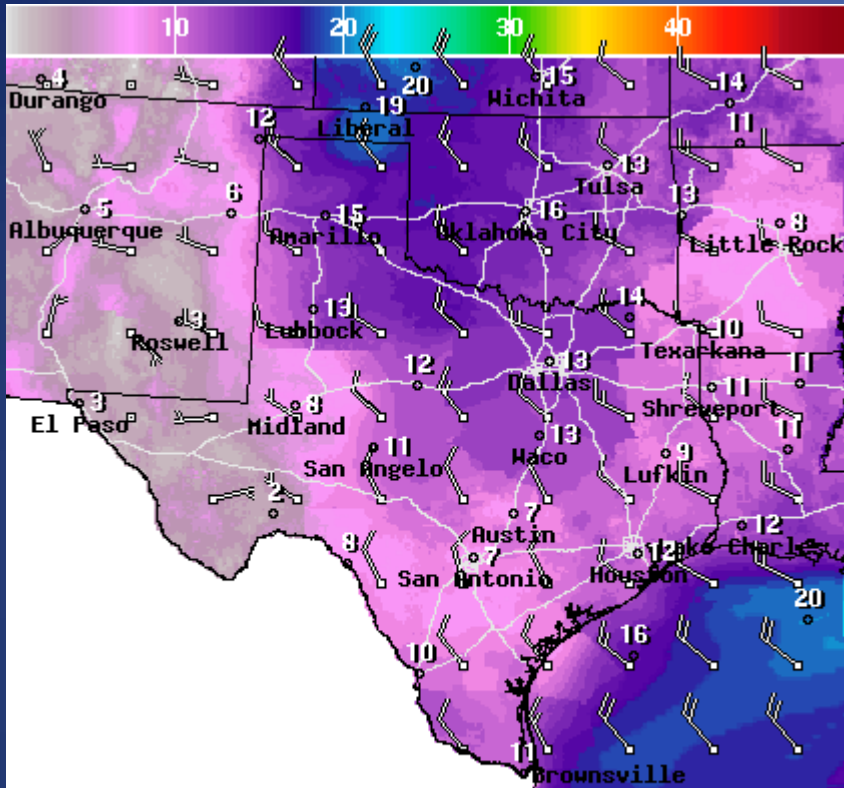 10 20 30 40
4 20 15 14
Durango Wichita
12 19 11
Liberal
13
Tulsa
5 6 15 16 13 8
Albuquerque Amarillo Oklahoma City Little Rock
3 13 14 10
Roswell Lubbock Texarkana
12 13 11 11
Dallas
3 8 Shreveport
El Paso Midland
11 13 9 11
San Angelo Waco Lufkin
2 7 12
Austin Lake Charles
8 7 12
San Antonio Houston
20
10 16
11
Brownsville